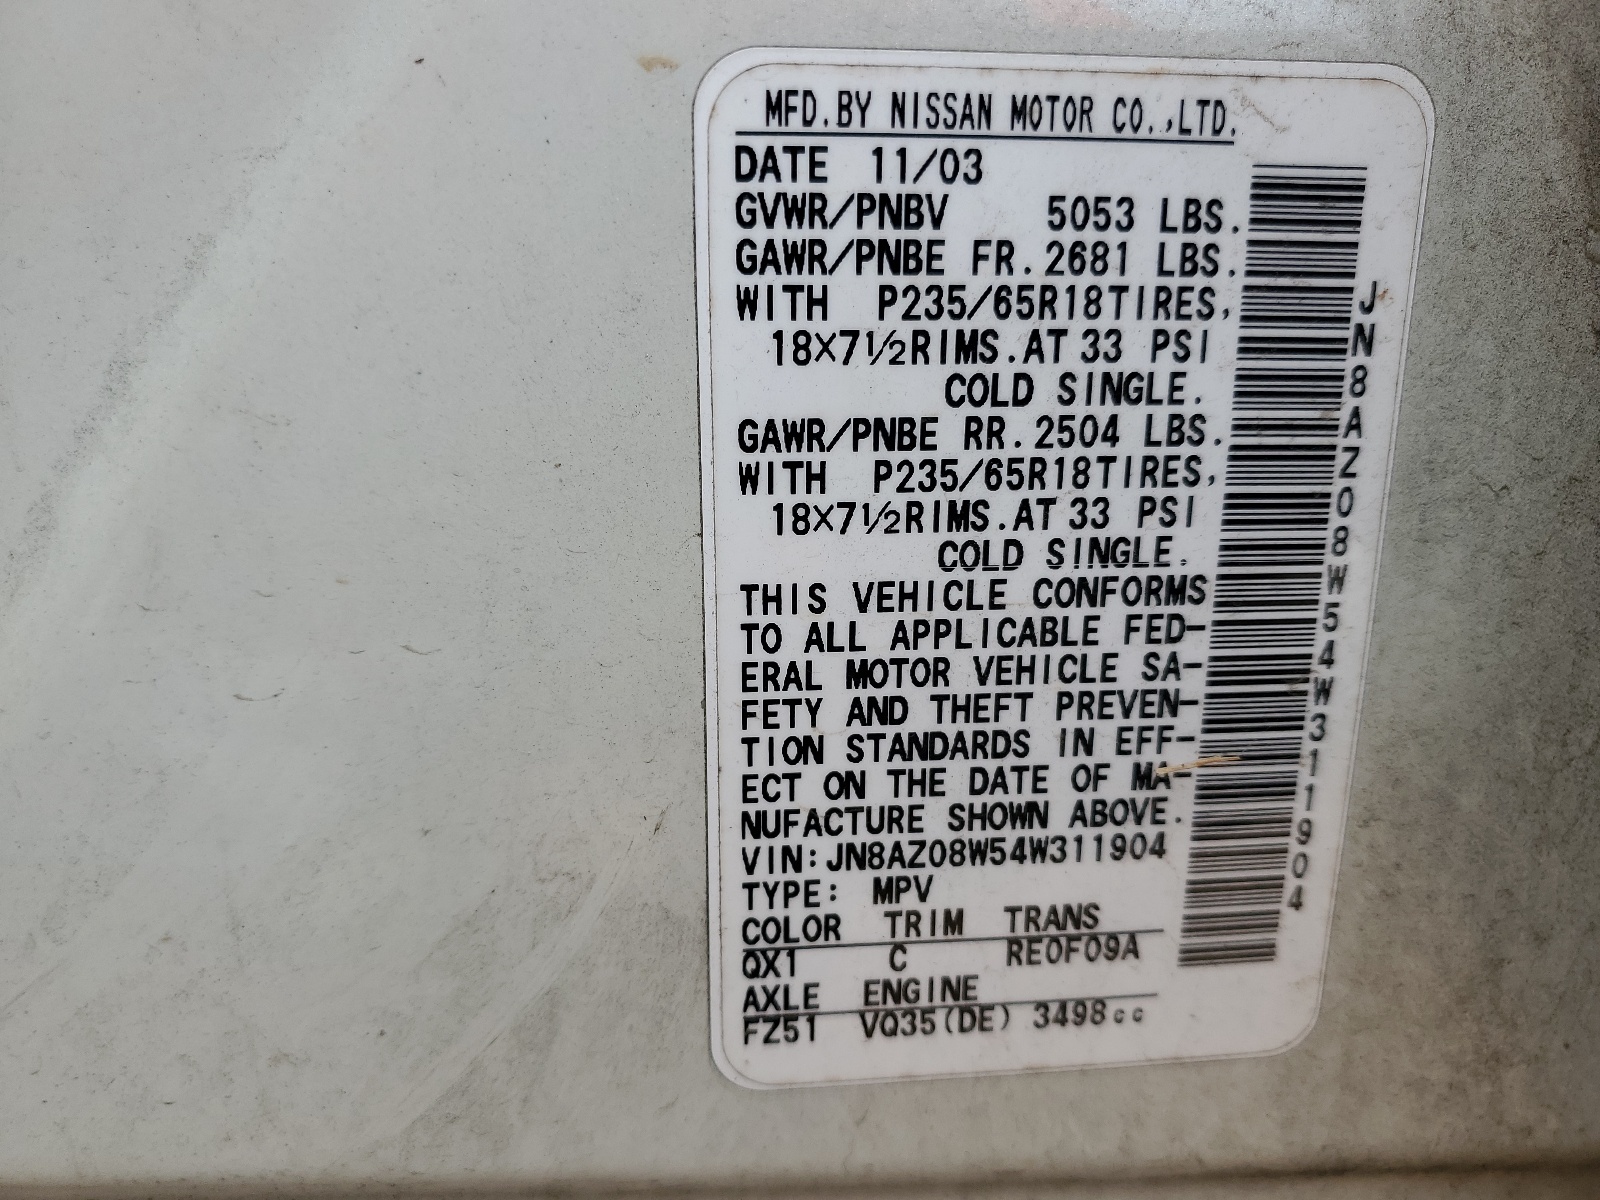 MFD.BY NISSAN MOTOR CO.,LTD.
DATE 11/03
GVWR/PNBV 5053 LBS.
GAWR/PNBE FR.2681 LBS.
WITH P235/65R18TIRES,
18X7½RIMS.AT 33 PSI
COLD SINGLE.
GAWR/PNBE RR.2504 LBS.
WITH P235/65R18TIRES,
18X7½RIMS.AT 33 PSI
COLD SINGLE.
THIS VEHICLE CONFORMS
TO ALL APPLICABLE FED-
ERAL MOTOR VEHICLE SA-
FETY AND THEFT PREVEN-
TION STANDARDS IN EFF-
ECT ON THE DATE OF MA-
NUFACTURE SHOWN ABOVE.
VIN:JN8AZ08W54W311904
TYPE: MPV
COLOR TRIM TRANS
QX1 C RE0F09A
AXLE ENGINE
FZ51 VQ35(DE) 3498cc
JN8AZ08W54W311904